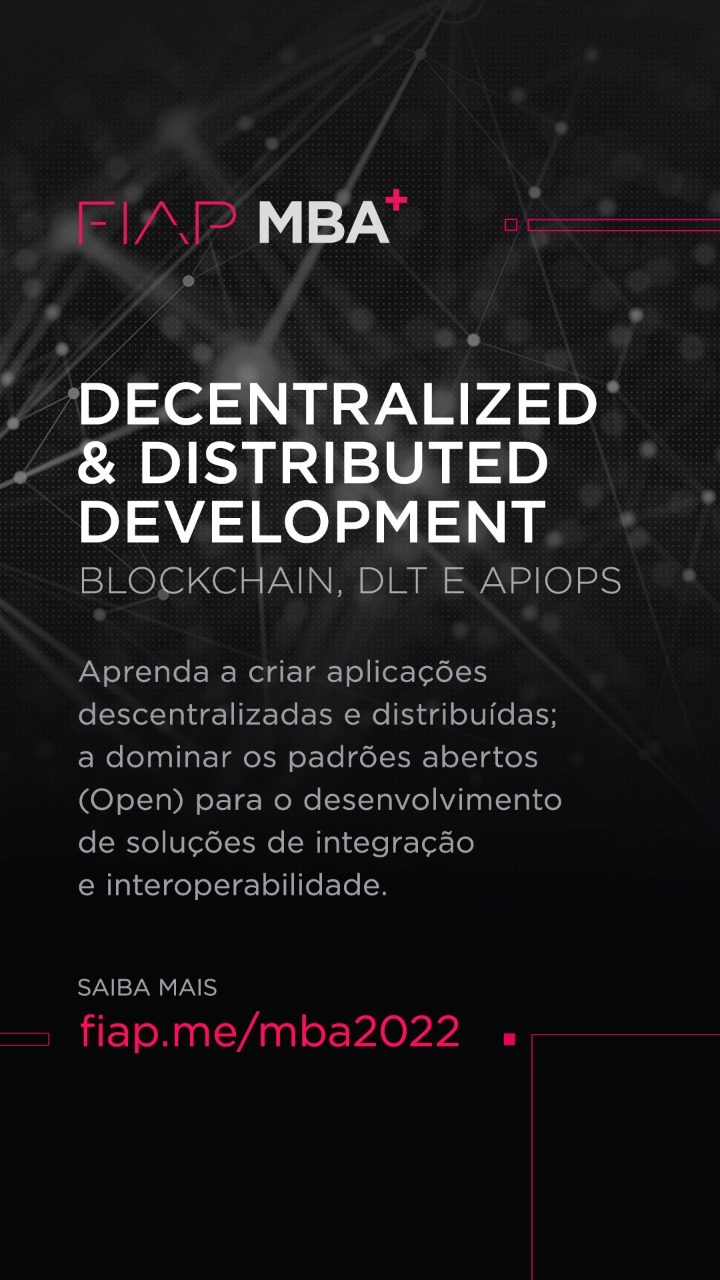 FIAP MBA+
DECENTRALIZED
& DISTRIBUTED
DEVELOPMENT
BLOCKCHAIN, DLT E APIOPS
Aprenda a criar aplicações
descentralizadas e distribuídas;
a dominar os padrões abertos
(Open) para o desenvolvimento
de soluções de integração
e interoperabilidade.
SAIBA MAIS
fiap.me/mba2022